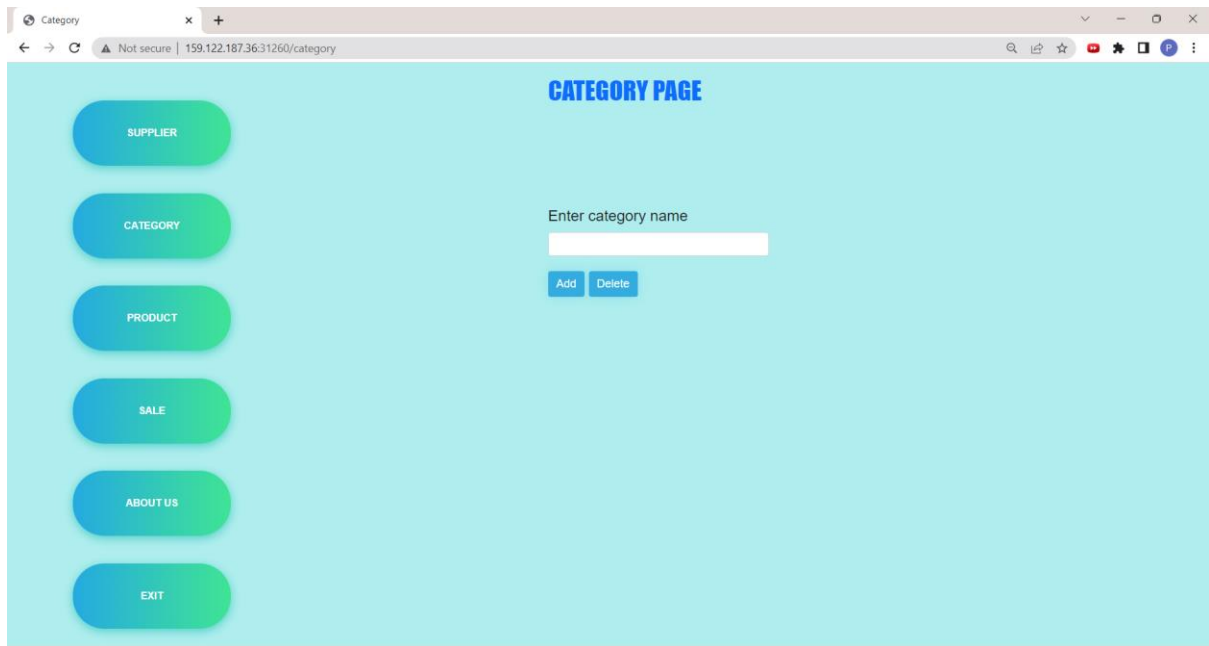 Category
Not secure | 159.122.187.36:31260/category
P
CATEGORY PAGE
SUPPLIER
CATEGORY
PRODUCT
SALE
ABOUT US
EXIT
Enter category name
Add Delete